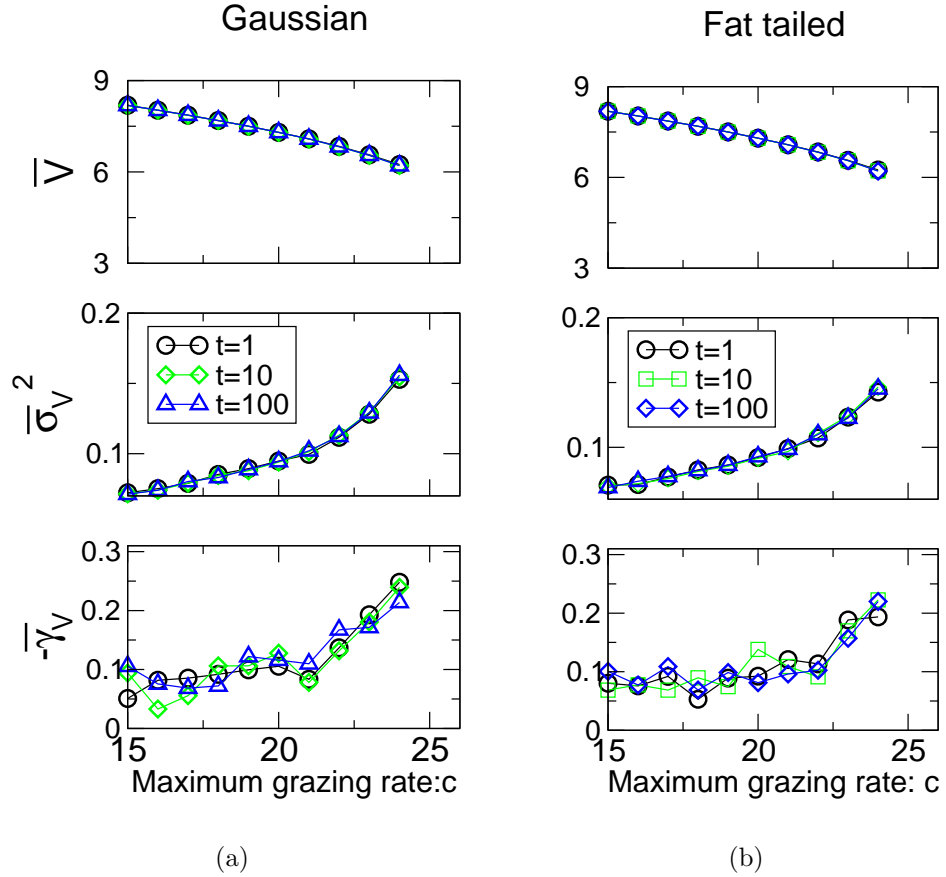 Gaussian
9
6
3
V̅
0.2
0.1
σ̅V²
t=1
t=10
t=100
0.3
0.2
0.1
0
-γ̅V
15 20 25
Maximum grazing rate:c
(a)
Fat tailed
9
6
3
0.2
0.1
t=1
t=10
t=100
0.3
0.2
0.1
0
15 20 25
Maximum grazing rate: c
(b)